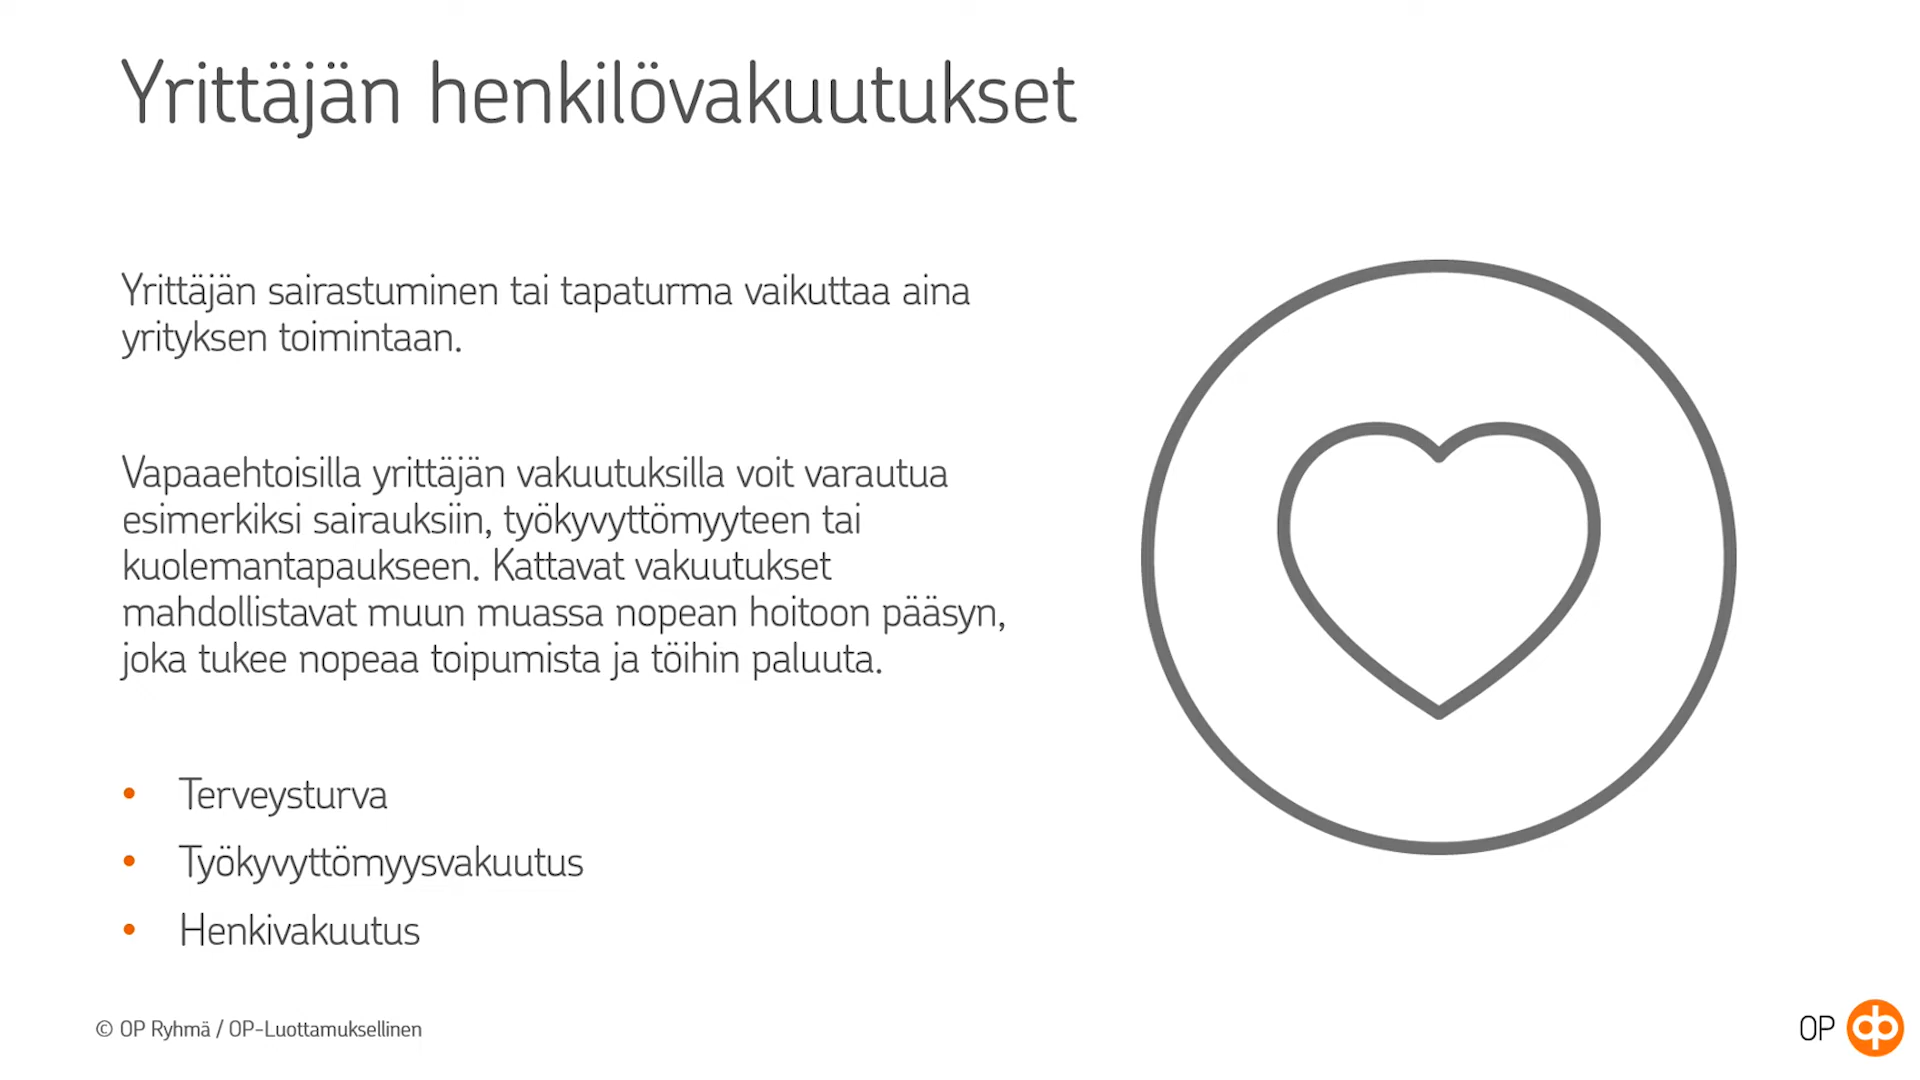 Yrittäjän henkilövakuutukset
Yrittäjän sairastuminen tai tapaturma vaikuttaa aina
yrityksen toimintaan.
Vapaaehtoisilla yrittäjän vakuutuksilla voit varautua
esimerkiksi sairauksiin, työkyvyttömyyteen tai
kuolemantapaukseen. Kattavat vakuutukset
mahdollistavat muun muassa nopean hoitoon pääsyn,
joka tukee nopeaa toipumista ja töihin paluuta.
• Terveysturva
• Työkyvyttömyysvakuutus
• Henkivakuutus
© OP Ryhmä / OP-Luottamuksellinen
OP